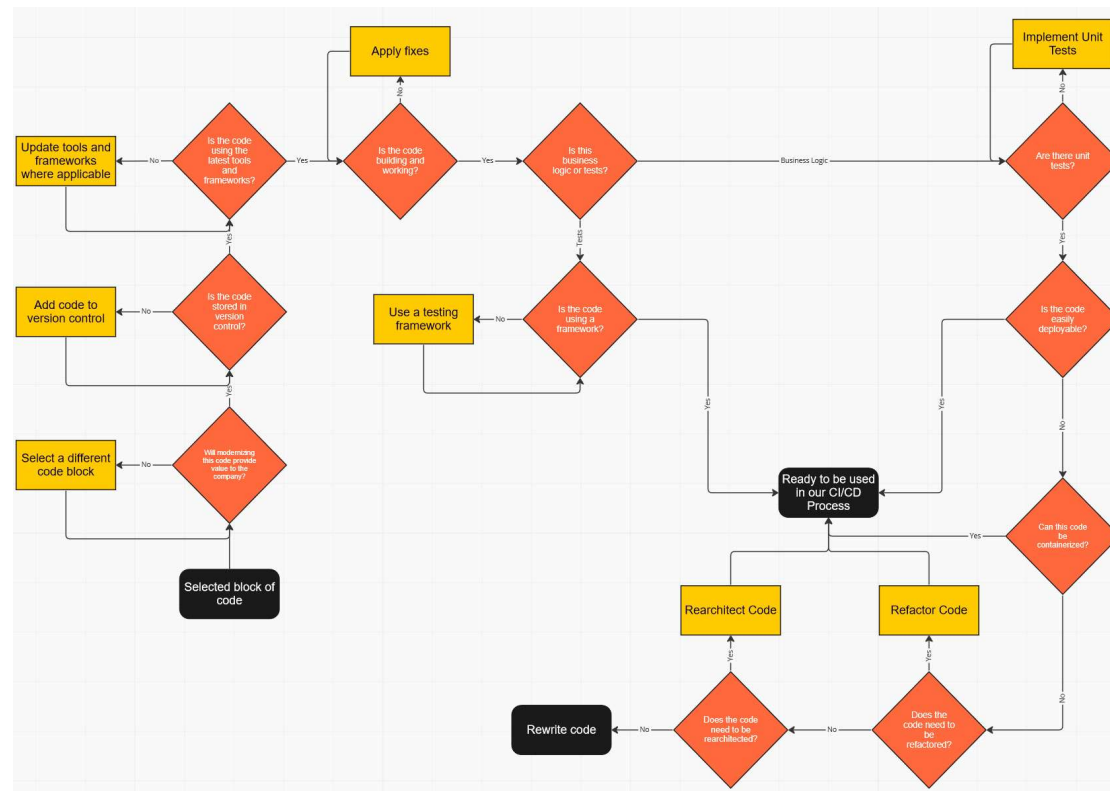 Apply fixes
Implement Unit
Tests
No
No
Update tools and
frameworks
where applicable
No
Is the code
using the
latest tools
and
frameworks?
Yes
Is the code
building and
working?
Yes
Is this
business
logic or tests?
Business Logic
Are there unit
tests?
Yes
Tests
Yes
Add code to
version control
No
Is the code
stored in
version
control?
Use a testing
framework
No
Is the code
using a
framework?
Is the code
easily
deployable?
Yes
Yes
Yes
No
Select a different
code block
No
Will modernizing
this code provide
value to the
company?
Ready to be used
in our CI/CD
Process
Yes
Can this code
be
containerized?
Selected block of
code
Rearchitect Code
Refactor Code
Yes
Yes
No
Rewrite code
No
Does the code
need to be
rearchitected?
No
Does the
code need to
be
refactored?